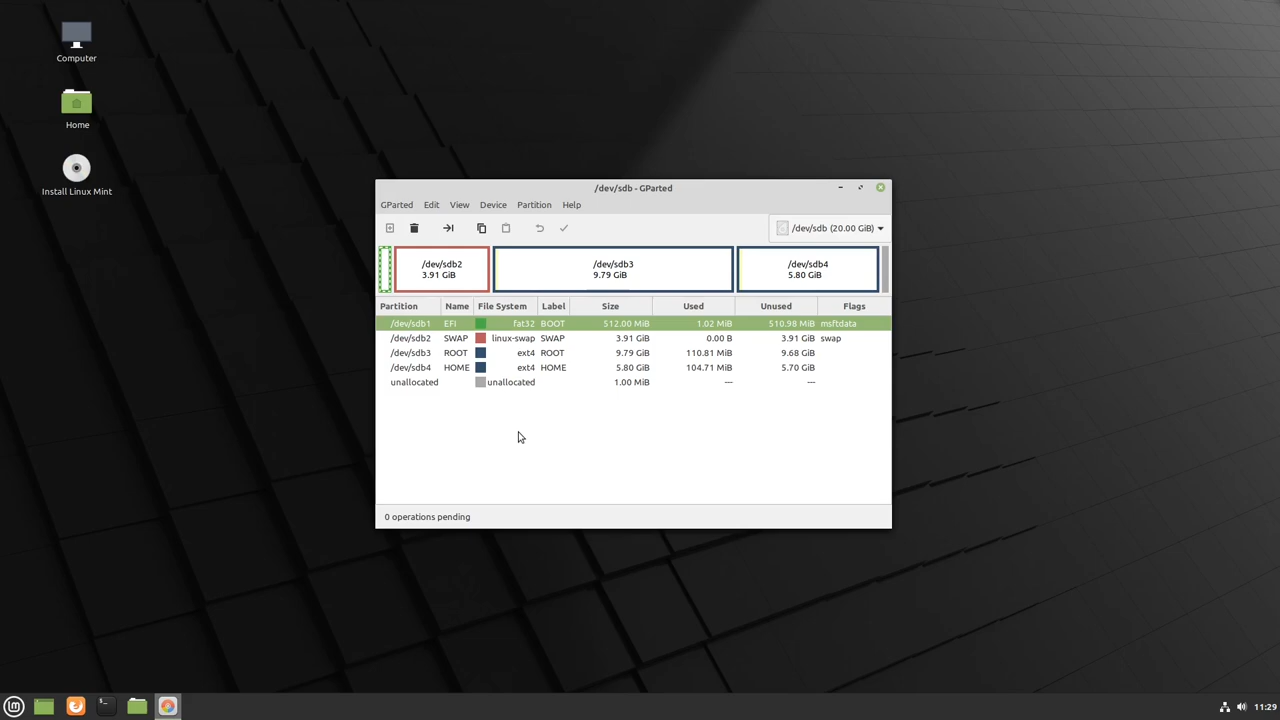 Computer
Home
Install Linux Mint
/dev/sdb - GParted
GParted Edit View Device Partition Help
/dev/sdb (20.00 GiB)
/dev/sdb2 /dev/sdb3 /dev/sdb4
3.91 GiB 9.79 GiB 5.80 GiB
Partition Name File System Label Size Used Unused Flags
/dev/sdb1 EFI fat32 BOOT 512.00 MiB 1.02 MiB 510.98 MiB msftdata
/dev/sdb2 SWAP linux-swap SWAP 3.91 GiB 0.00 B 3.91 GiB swap
/dev/sdb3 ROOT ext4 ROOT 9.79 GiB 110.81 MiB 9.68 GiB
/dev/sdb4 HOME ext4 HOME 5.80 GiB 104.71 MiB 5.70 GiB
unallocated unallocated 1.00 MiB --- ---
0 operations pending
11:29